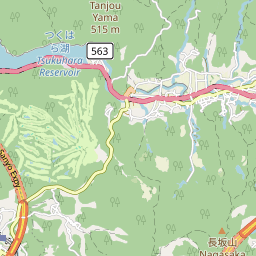 Tanjou
Yama
515 m
つくは
ら湖
Tsukuhara
Reservoir
563
Sanyo Expy
長坂山
Nagasaka